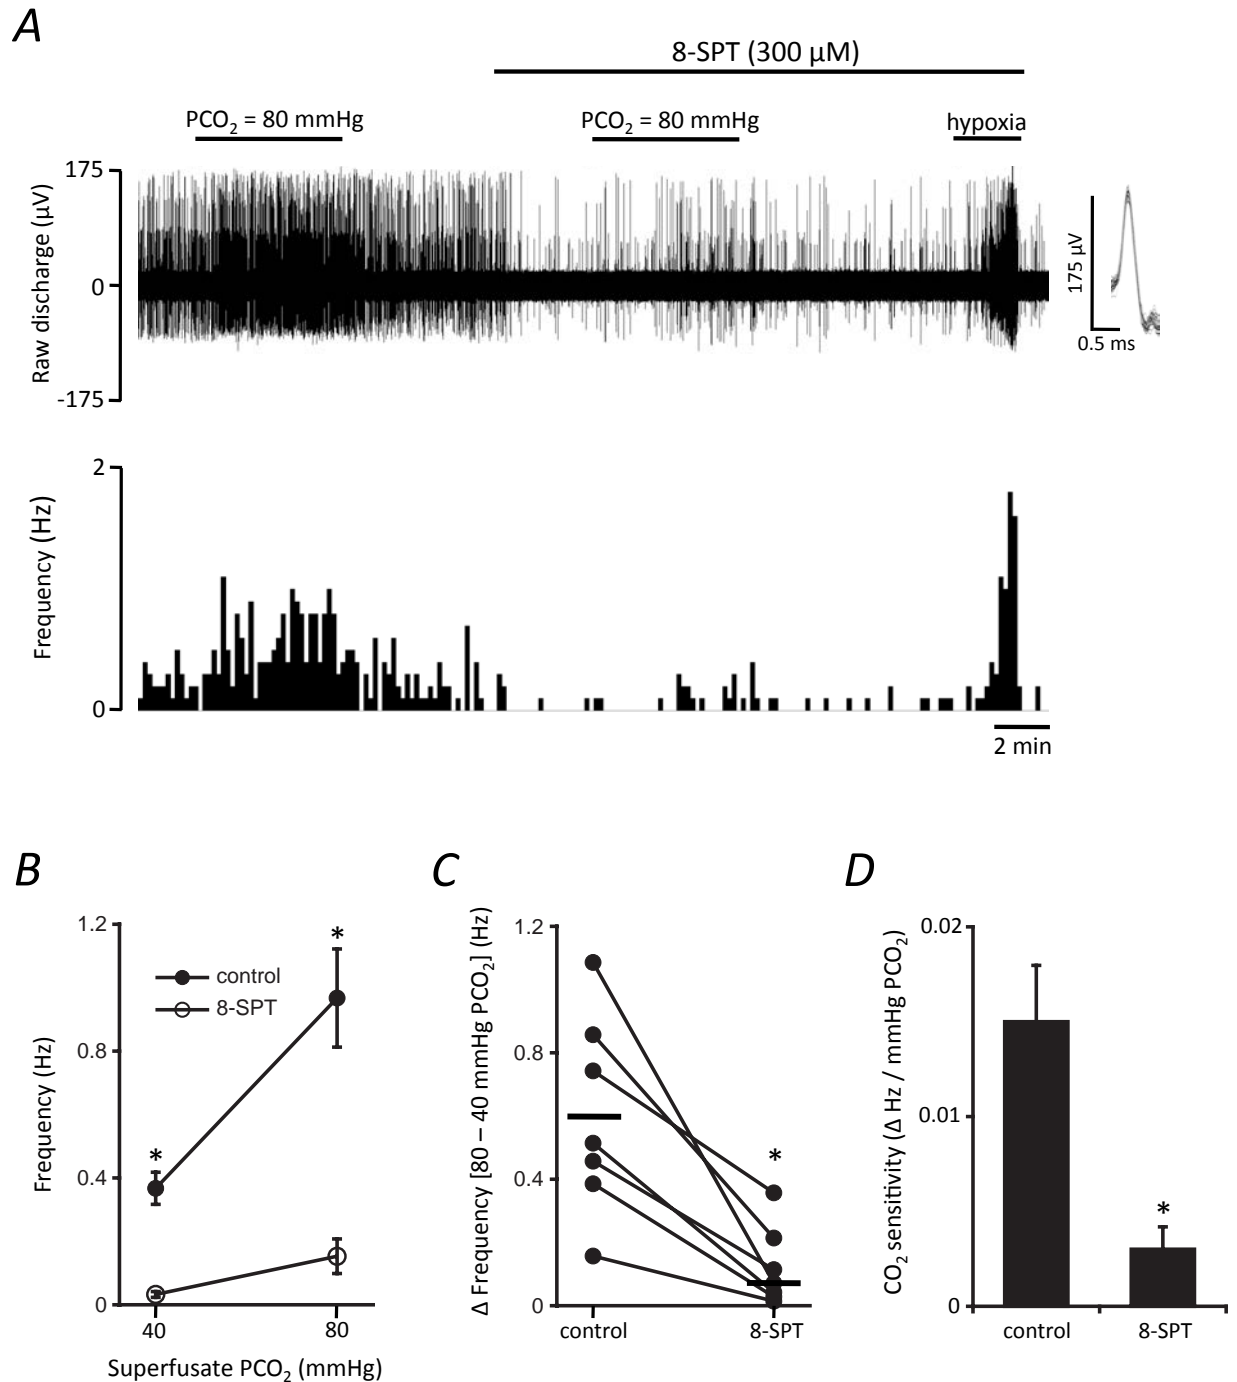 A
8-SPT (300 µM)
PCO₂ = 80 mmHg
PCO₂ = 80 mmHg
hypoxia
Raw discharge (µV)
175
0
-175
175 µV
0.5 ms
Frequency (Hz)
2
0
2 min
B
Frequency (Hz)
1.2
0.8
0.4
0
*
*
control
8-SPT
40
80
Superfusate PCO₂ (mmHg)
C
Δ Frequency [80 – 40 mmHg PCO₂] (Hz)
1.2
0.8
0.4
0
*
control
8-SPT
D
CO₂ sensitivity (Δ Hz / mmHg PCO₂)
0.02
0.01
0
*
control
8-SPT